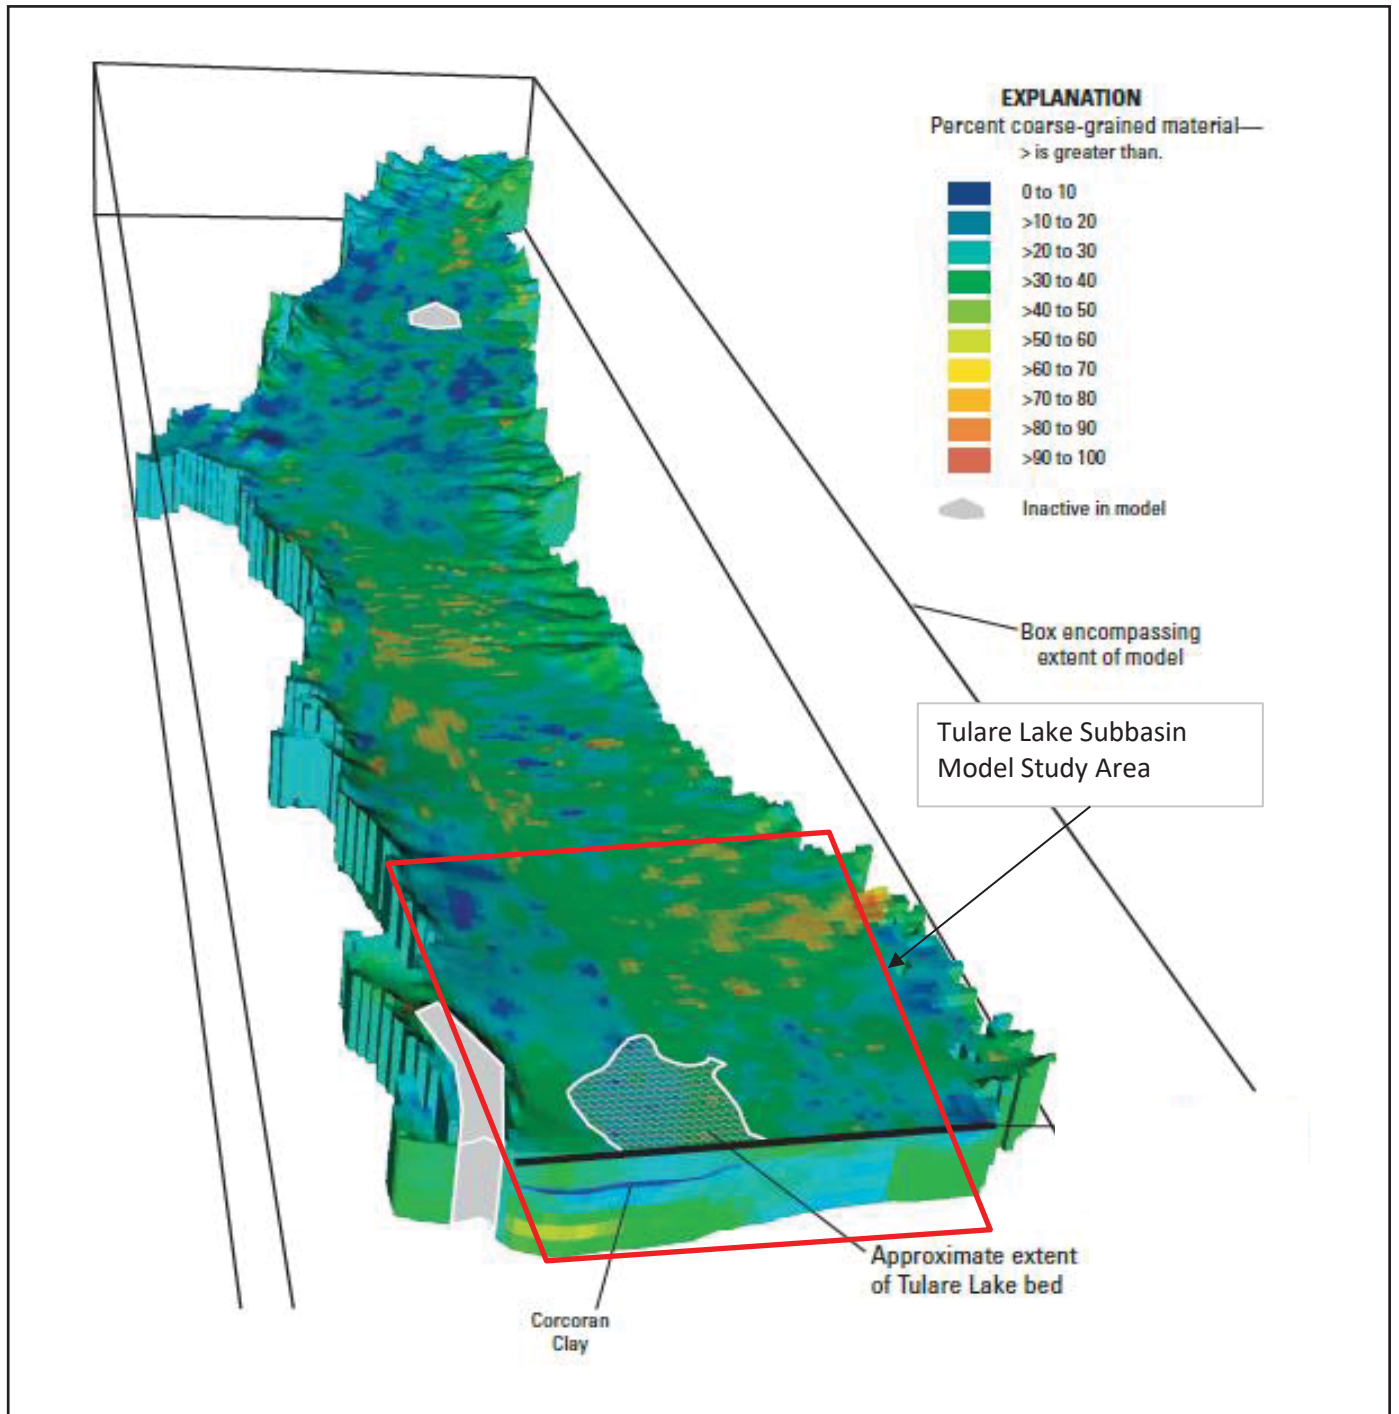 EXPLANATION
Percent coarse-grained material—
> is greater than.
0 to 10
>10 to 20
>20 to 30
>30 to 40
>40 to 50
>50 to 60
>60 to 70
>70 to 80
>80 to 90
>90 to 100
Inactive in model
Box encompassing
extent of model
Tulare Lake Subbasin
Model Study Area
Approximate extent
of Tulare Lake bed
Corcoran
Clay